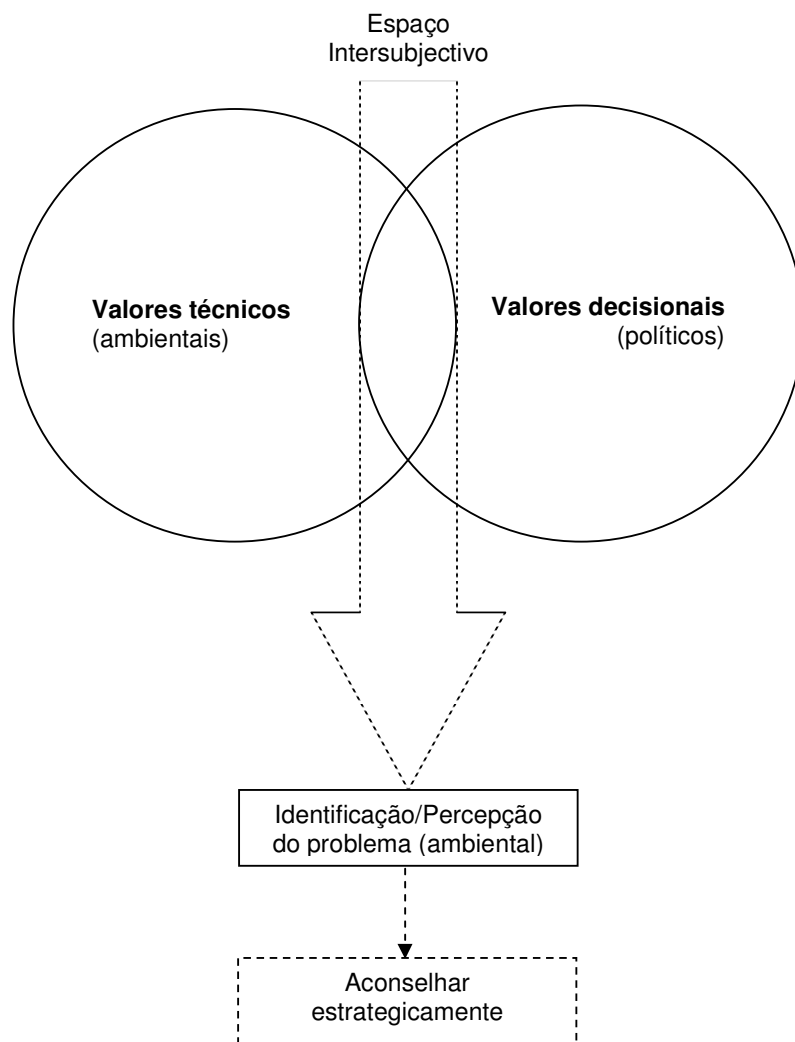 Espaço
Intersubjectivo
Valores técnicos
(ambientais)
Valores decisionais
(políticos)
Identificação/Percepção
do problema (ambiental)
Aconselhar
estrategicamente